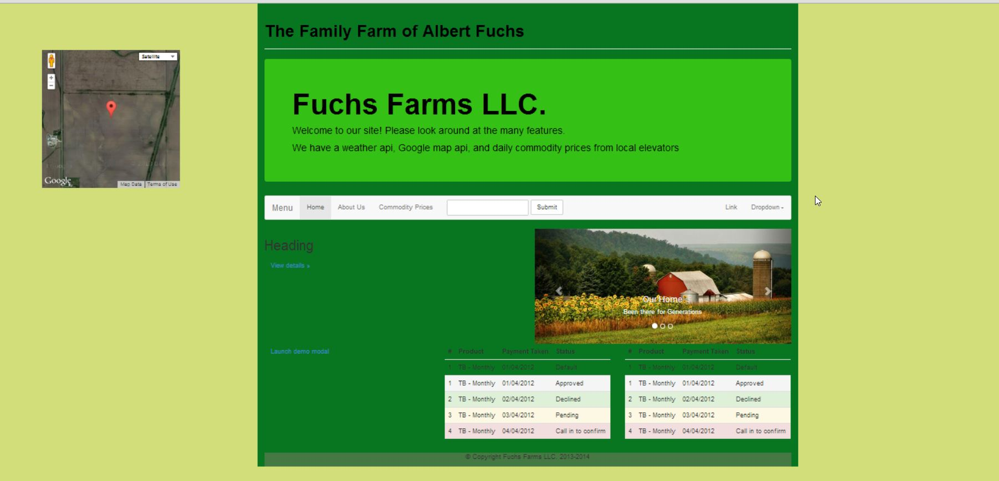 The Family Farm of Albert Fuchs
Satellite
+
−
Google
Map Data
Terms of Use
Fuchs Farms LLC.
Welcome to our site! Please look around at the many features.
We have a weather api, Google map api, and daily commodity prices from local elevators
Menu Home About Us Commodity Prices Submit Link Dropdown
Heading
View details »
Our Home
Been there for Generations
Launch demo modal
# Product Payment Taken Status
1 TB - Monthly 01/04/2012 Default
1 TB - Monthly 01/04/2012 Approved
2 TB - Monthly 02/04/2012 Declined
3 TB - Monthly 03/04/2012 Pending
4 TB - Monthly 04/04/2012 Call in to confirm
# Product Payment Taken Status
1 TB - Monthly 01/04/2012 Default
1 TB - Monthly 01/04/2012 Approved
2 TB - Monthly 02/04/2012 Declined
3 TB - Monthly 03/04/2012 Pending
4 TB - Monthly 04/04/2012 Call in to confirm
© Copyright Fuchs Farms LLC. 2013-2014